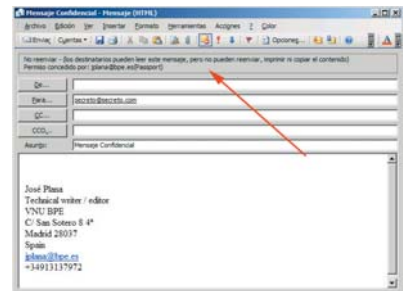 Mensaje Confidencial - Mensaje (HTML)
Archivo Edición Ver Insertar Formato Herramientas Acciones ? Color
Enviar Cuentas Opciones...
No reenviar - (los destinatarios pueden leer este mensaje, pero no pueden reenviar, imprimir ni copiar el contenido)
Permiso concedido por: jplana@bpe.es(Passport)
De...
Para... secreto@secreto.com
CC...
CCO...
Asunto: Mensaje Confidencial
José Plana
Technical writer / editor
VNU BPE
C/ San Sotero 8 4ª
Madrid 28037
Spain
jplana@bpe.es
+34913137972